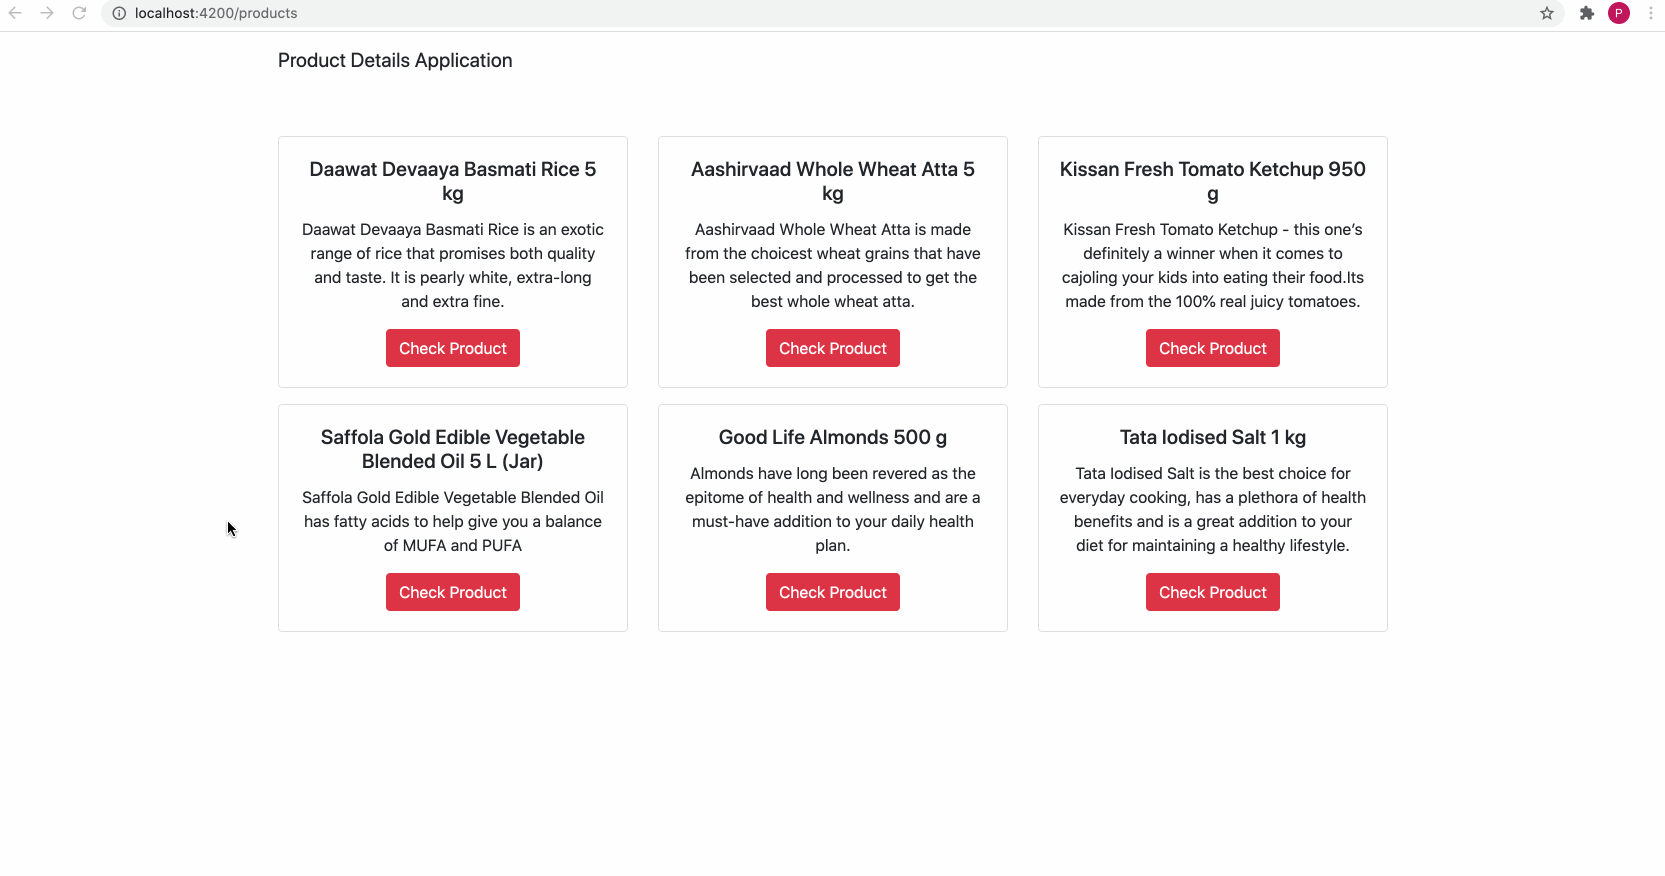 localhost:4200/products
P
Product Details Application
Daawat Devaaya Basmati Rice 5
kg
Daawat Devaaya Basmati Rice is an exotic
range of rice that promises both quality
and taste. It is pearly white, extra-long
and extra fine.
Check Product
Aashirvaad Whole Wheat Atta 5
kg
Aashirvaad Whole Wheat Atta is made
from the choicest wheat grains that have
been selected and processed to get the
best whole wheat atta.
Check Product
Kissan Fresh Tomato Ketchup 950
g
Kissan Fresh Tomato Ketchup - this one’s
definitely a winner when it comes to
cajoling your kids into eating their food.Its
made from the 100% real juicy tomatoes.
Check Product
Saffola Gold Edible Vegetable
Blended Oil 5 L (Jar)
Saffola Gold Edible Vegetable Blended Oil
has fatty acids to help give you a balance
of MUFA and PUFA
Check Product
Good Life Almonds 500 g
Almonds have long been revered as the
epitome of health and wellness and are a
must-have addition to your daily health
plan.
Check Product
Tata Iodised Salt 1 kg
Tata Iodised Salt is the best choice for
everyday cooking, has a plethora of health
benefits and is a great addition to your
diet for maintaining a healthy lifestyle.
Check Product